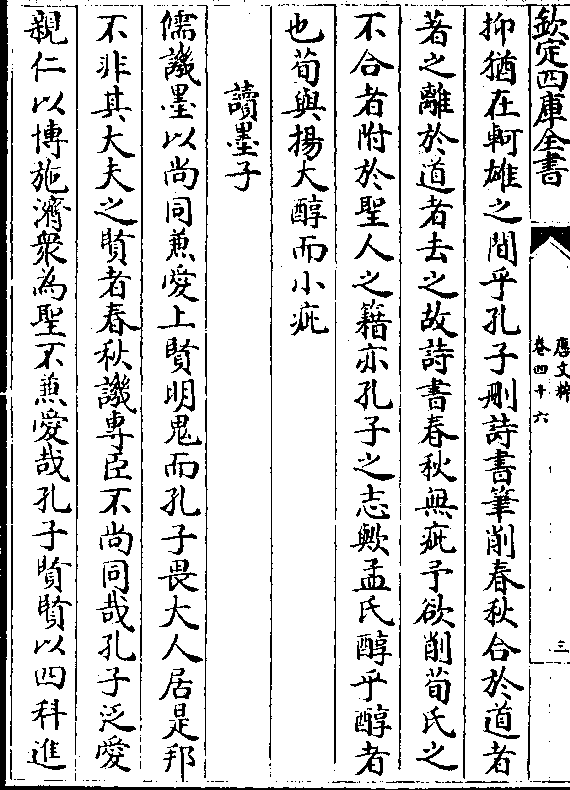 欽定四庫全書
唐文粹
卷四十六
三
抑猶在軻雄之間乎孔子刪詩書筆削春秋合於道者
著之離於道者去之故詩書春秋無疵予欲削荀氏之
不合者附於聖人之籍亦孔子之志歟孟氏醇乎醇者
也荀與揚大醇而小疵
讀墨子
儒譏墨以尚同兼愛上賢明鬼而孔子畏大人居是邦
不非其大夫之賢者春秋譏專臣不尚同哉孔子泛愛
親仁以博施濟衆為聖不兼愛哉孔子賢賢以四科進